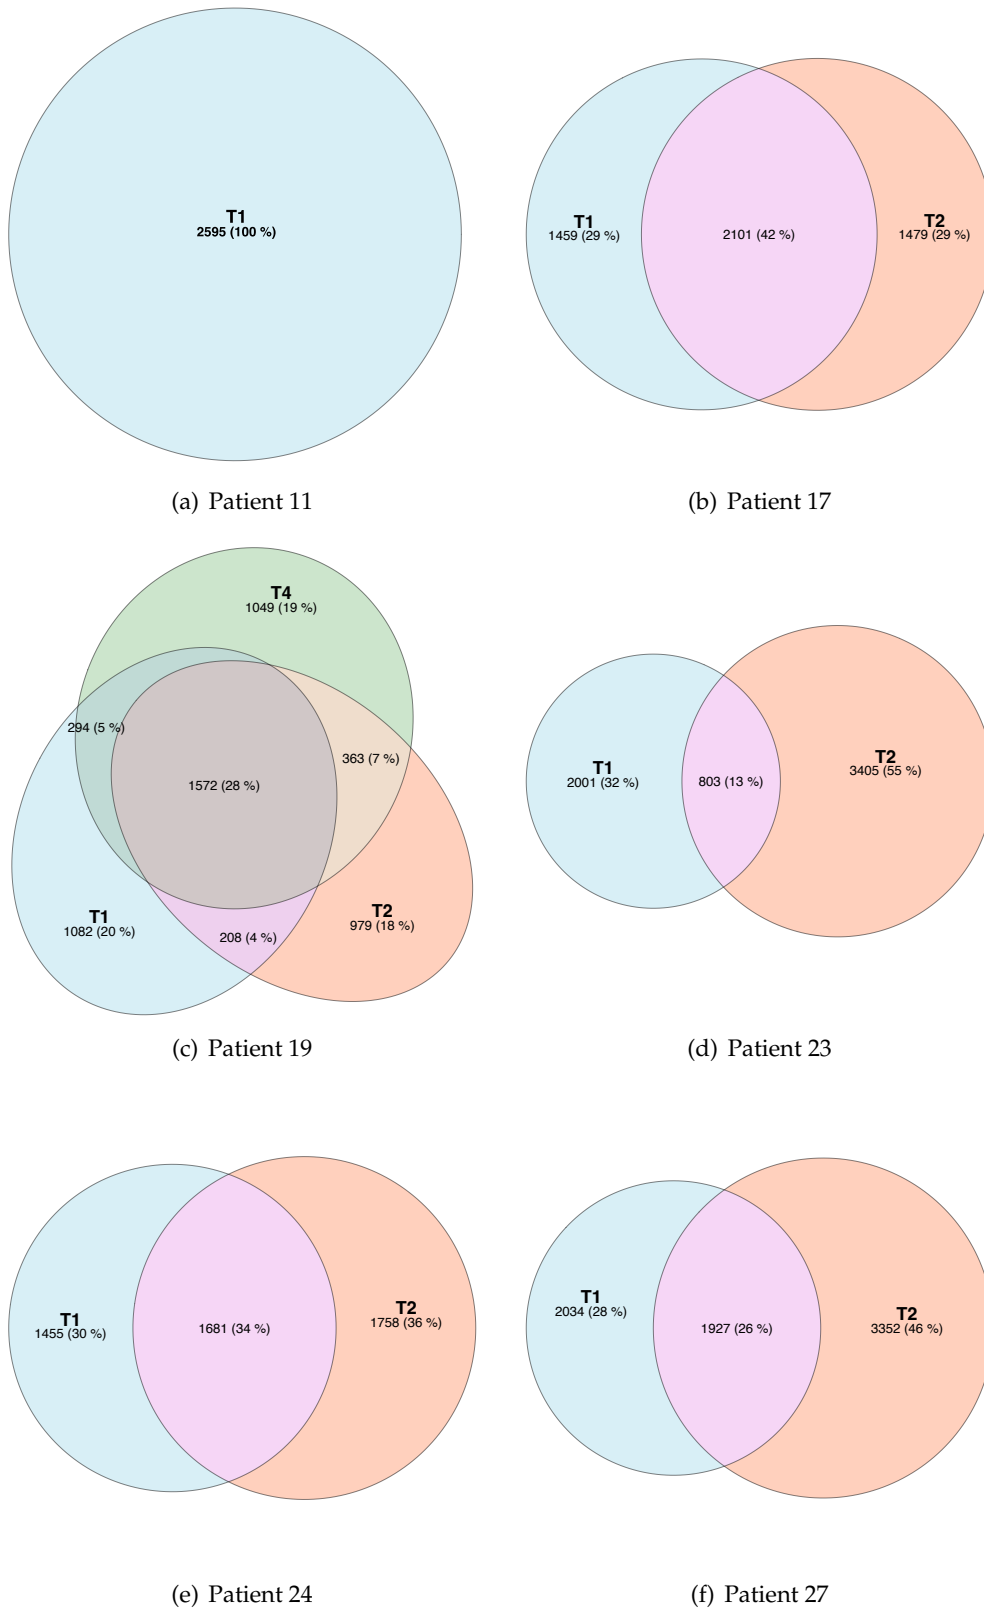 T1
2595 (100 %)
(a) Patient 11
T1
1459 (29 %)
2101 (42 %)
T2
1479 (29 %)
(b) Patient 17
T4
1049 (19 %)
294 (5 %)
363 (7 %)
1572 (28 %)
T1
1082 (20 %)
T2
979 (18 %)
208 (4 %)
(c) Patient 19
T1
2001 (32 %)
803 (13 %)
T2
3405 (55 %)
(d) Patient 23
T1
1455 (30 %)
1681 (34 %)
T2
1758 (36 %)
(e) Patient 24
T1
2034 (28 %)
1927 (26 %)
T2
3352 (46 %)
(f) Patient 27